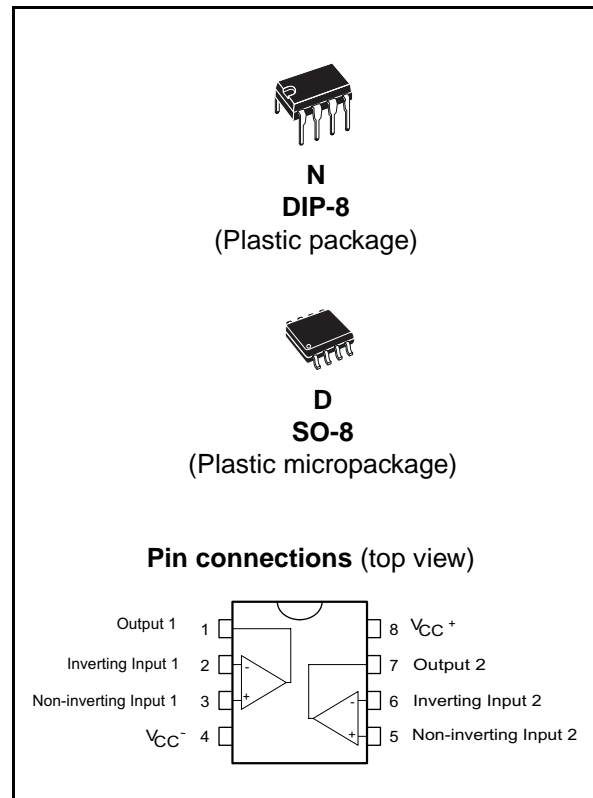 N
DIP-8
(Plastic package)
D
SO-8
(Plastic micropackage)
Pin connections (top view)
Output 1 1
Inverting Input 1 2
Non-inverting Input 1 3
VCC- 4
8 VCC+
7 Output 2
6 Inverting Input 2
5 Non-inverting Input 2
-
+
-
+